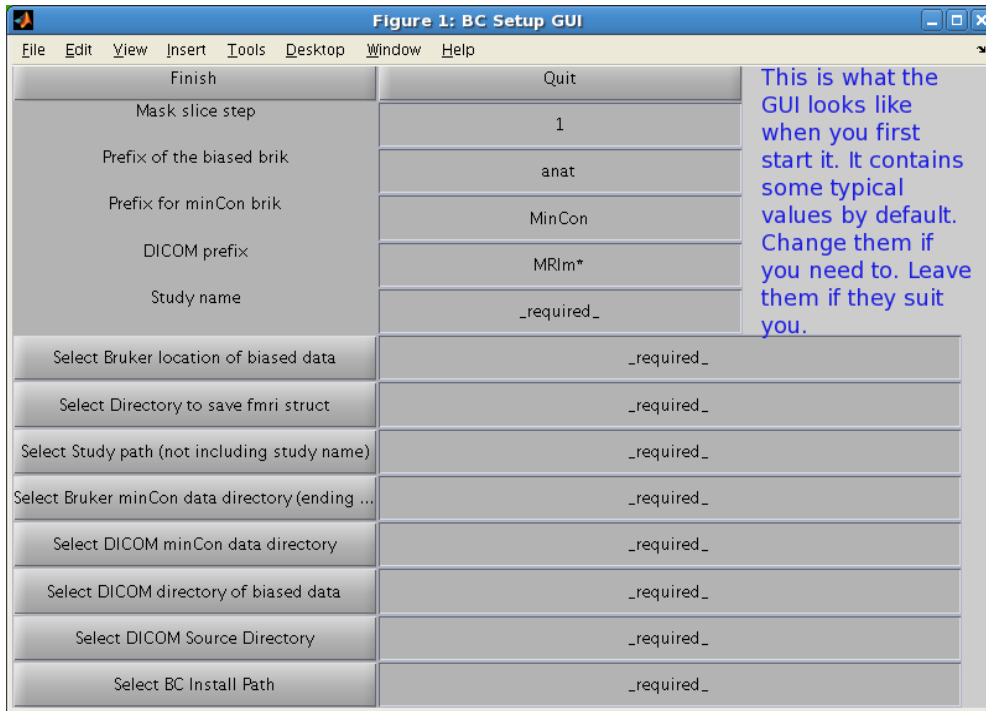 Figure 1: BC Setup GUI
File Edit View Insert Tools Desktop Window Help
Finish Quit
Mask slice step 1
Prefix of the biased brik anat
Prefix for minCon brik MinCon
DICOM prefix MRIm*
Study name _required_
This is what the
GUI looks like
when you first
start it. It contains
some typical
values by default.
Change them if
you need to. Leave
them if they suit
you.
Select Bruker location of biased data _required_
Select Directory to save fmri struct _required_
Select Study path (not including study name) _required_
Select Bruker minCon data directory (ending ... _required_
Select DICOM minCon data directory _required_
Select DICOM directory of biased data _required_
Select DICOM Source Directory _required_
Select BC Install Path _required_